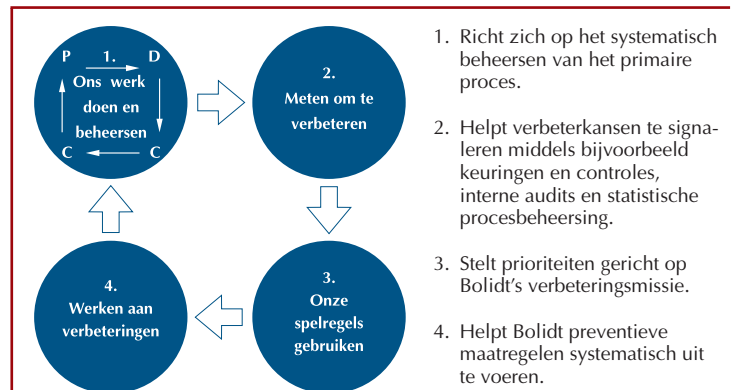 P 1. D
Ons werk
doen en
beheersen
C C
2.
Meten om te
verbeteren
3.
Onze
spelregels
gebruiken
4.
Werken aan
verbeteringen
1. Richt zich op het systematisch
beheersen van het primaire
proces.
2. Helpt verbeterkansen te signa-
leren middels bijvoorbeeld
keuringen en controles,
interne audits en statistische
procesbeheersing.
3. Stelt prioriteiten gericht op
Bolidt's verbeteringsmissie.
4. Helpt Bolidt preventieve
maatregelen systematisch uit
te voeren.